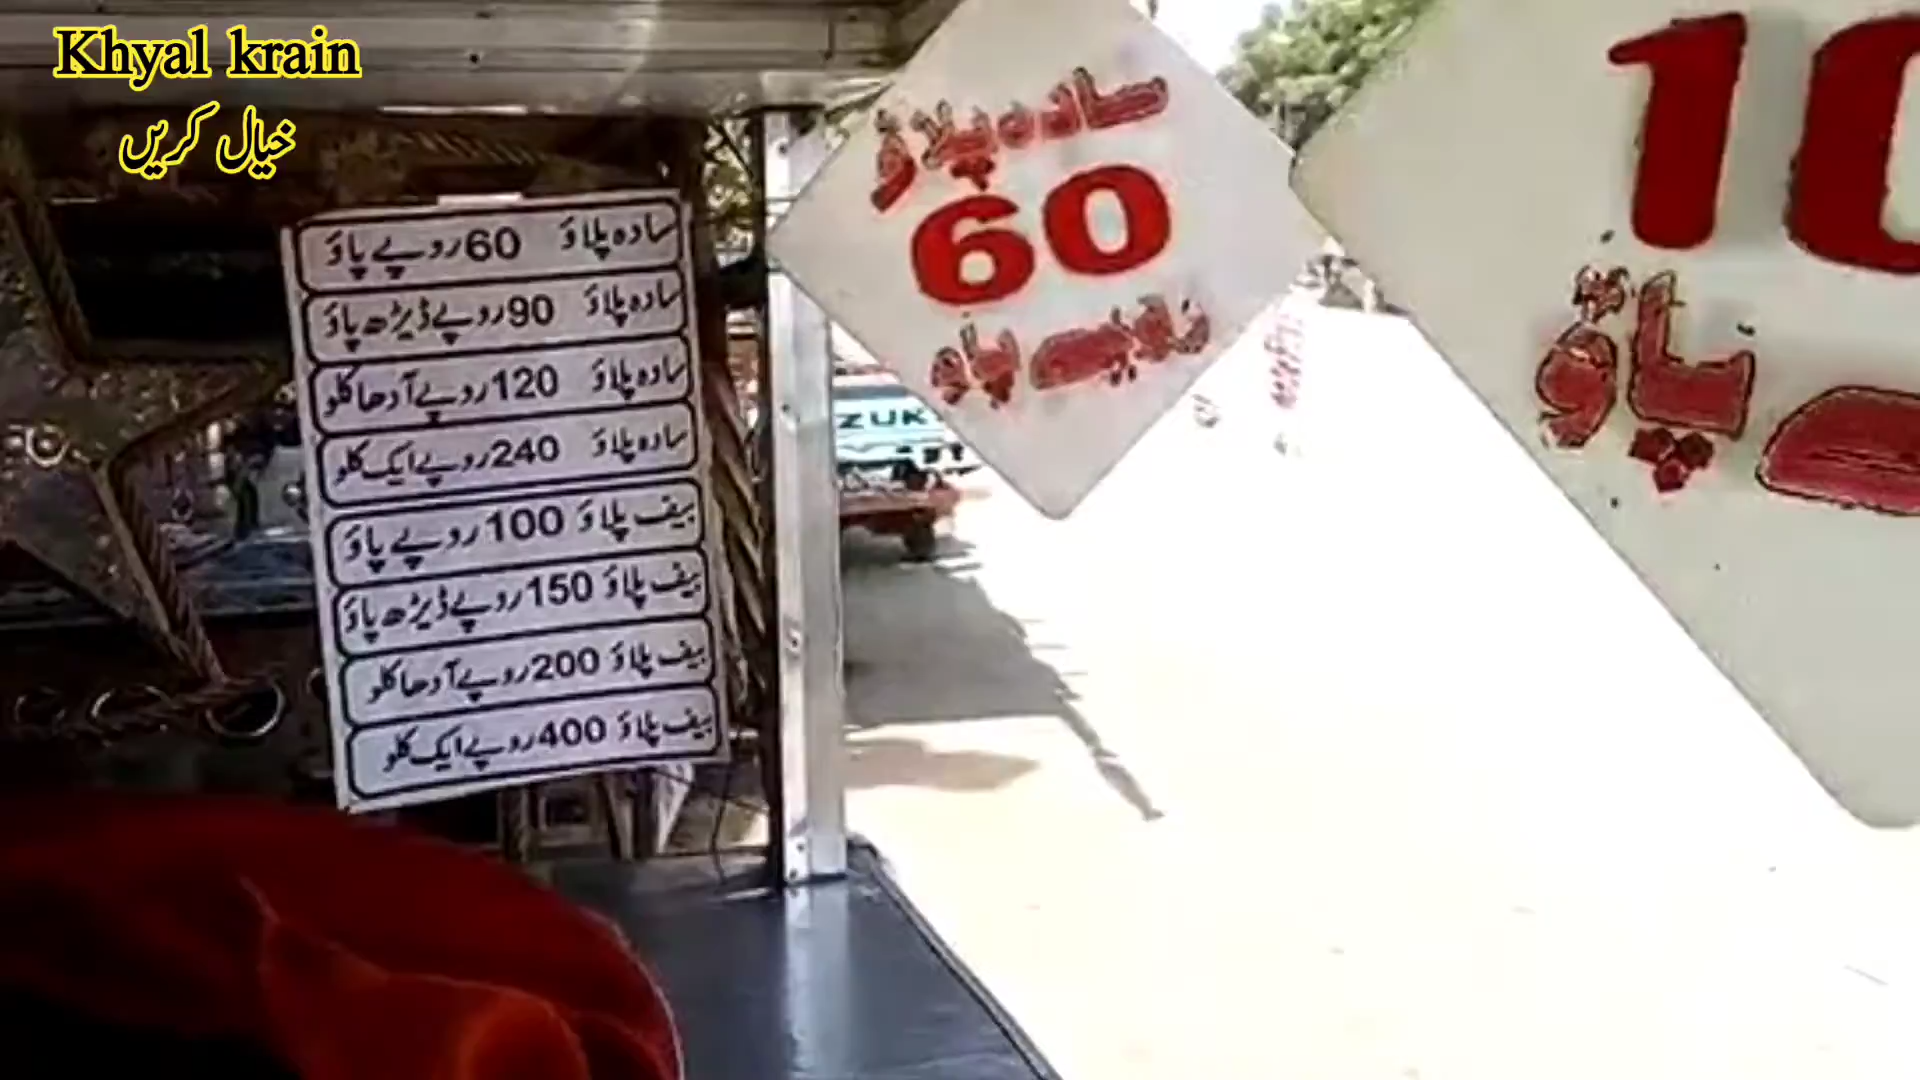 Khyal krain
خیال کریں
سادہ پلاؤ 60 روپے پاؤ
سادہ پلاؤ 90 روپے ڈیڑھ پاؤ
سادہ پلاؤ 120 روپے آدھا کلو
سادہ پلاؤ 240 روپے ایک کلو
بیف پلاؤ 100 روپے پاؤ
بیف پلاؤ 150 روپے ڈیڑھ پاؤ
بیف پلاؤ 200 روپے آدھا کلو
بیف پلاؤ 400 روپے ایک کلو
سادہ پلاؤ
60
روپے پاؤ
10
پاؤ
ZUK